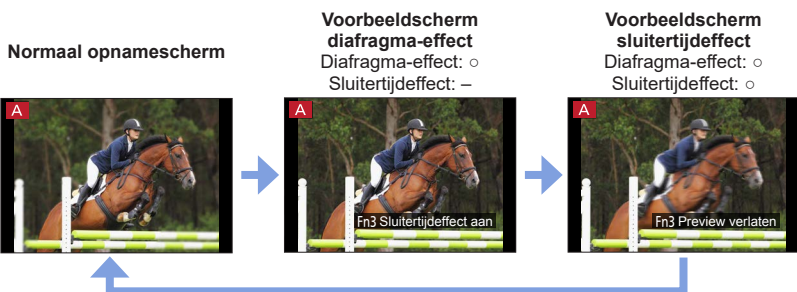 Normaal opnamescherm
Voorbeeldscherm
diafragma-effect
Diafragma-effect: ○
Sluitertijdeffect: –
Voorbeeldscherm
sluitertijdeffect
Diafragma-effect: ○
Sluitertijdeffect: ○
A
A
Fn3 Sluitertijdeffect aan
A
Fn3 Preview verlaten